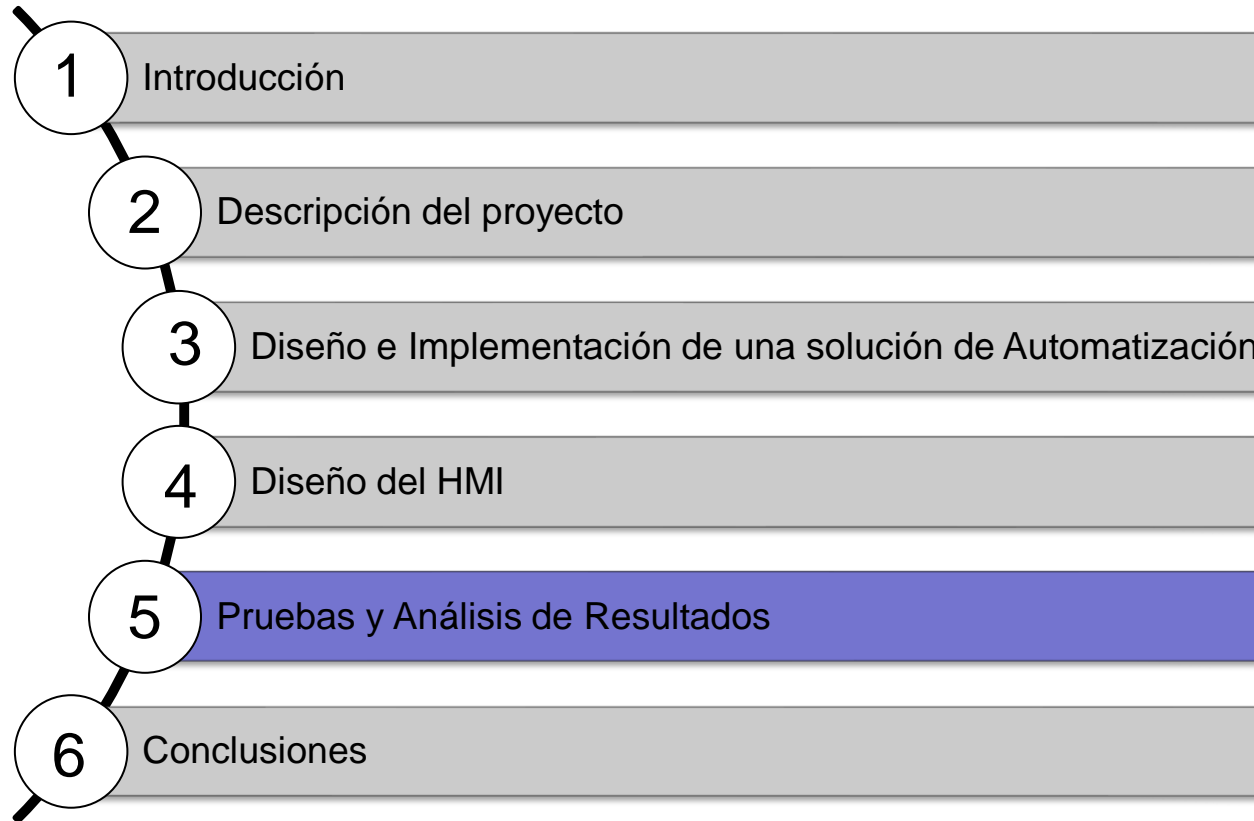 1 Introducción
2 Descripción del proyecto
3 Diseño e Implementación de una solución de Automatización
4 Diseño del HMI
5 Pruebas y Análisis de Resultados
6 Conclusiones